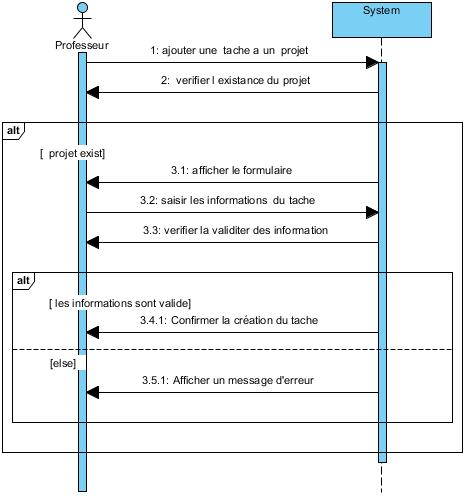 System
Professeur
1: ajouter une tache a un projet
2: verifier l existance du projet
alt
[ projet exist]
3.1: afficher le formulaire
3.2: saisir les informations du tache
3.3: verifier la validiter des information
alt
[ les informations sont valide]
3.4.1: Confirmer la création du tache
[else]
3.5.1: Afficher un message d'erreur